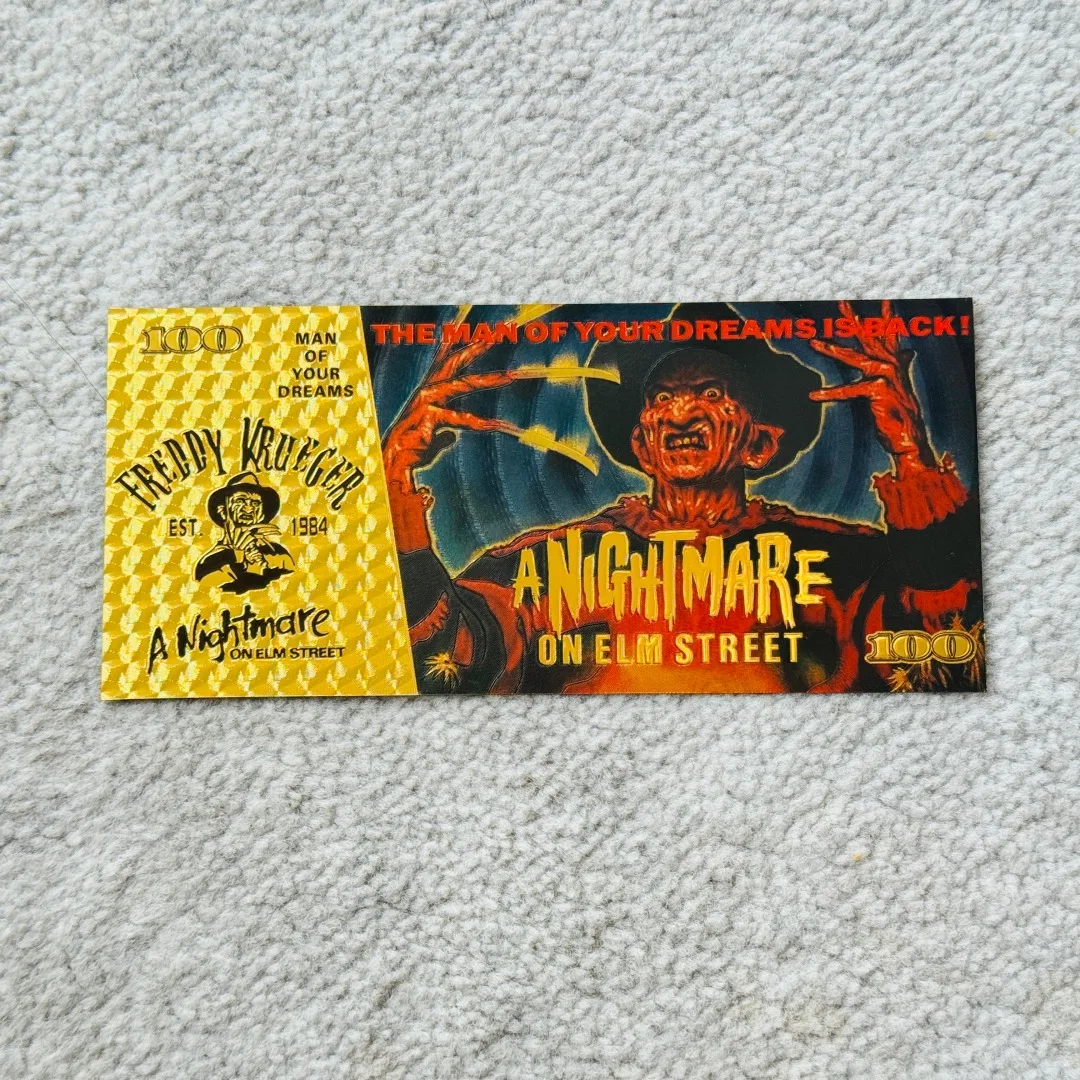 100
MAN
OF
YOUR
DREAMS
FREDDY KRUEGER
EST. 1984
A Nightmare
ON ELM STREET
THE MAN OF YOUR DREAMS IS BACK!
A NIGHTMARE
ON ELM STREET
100